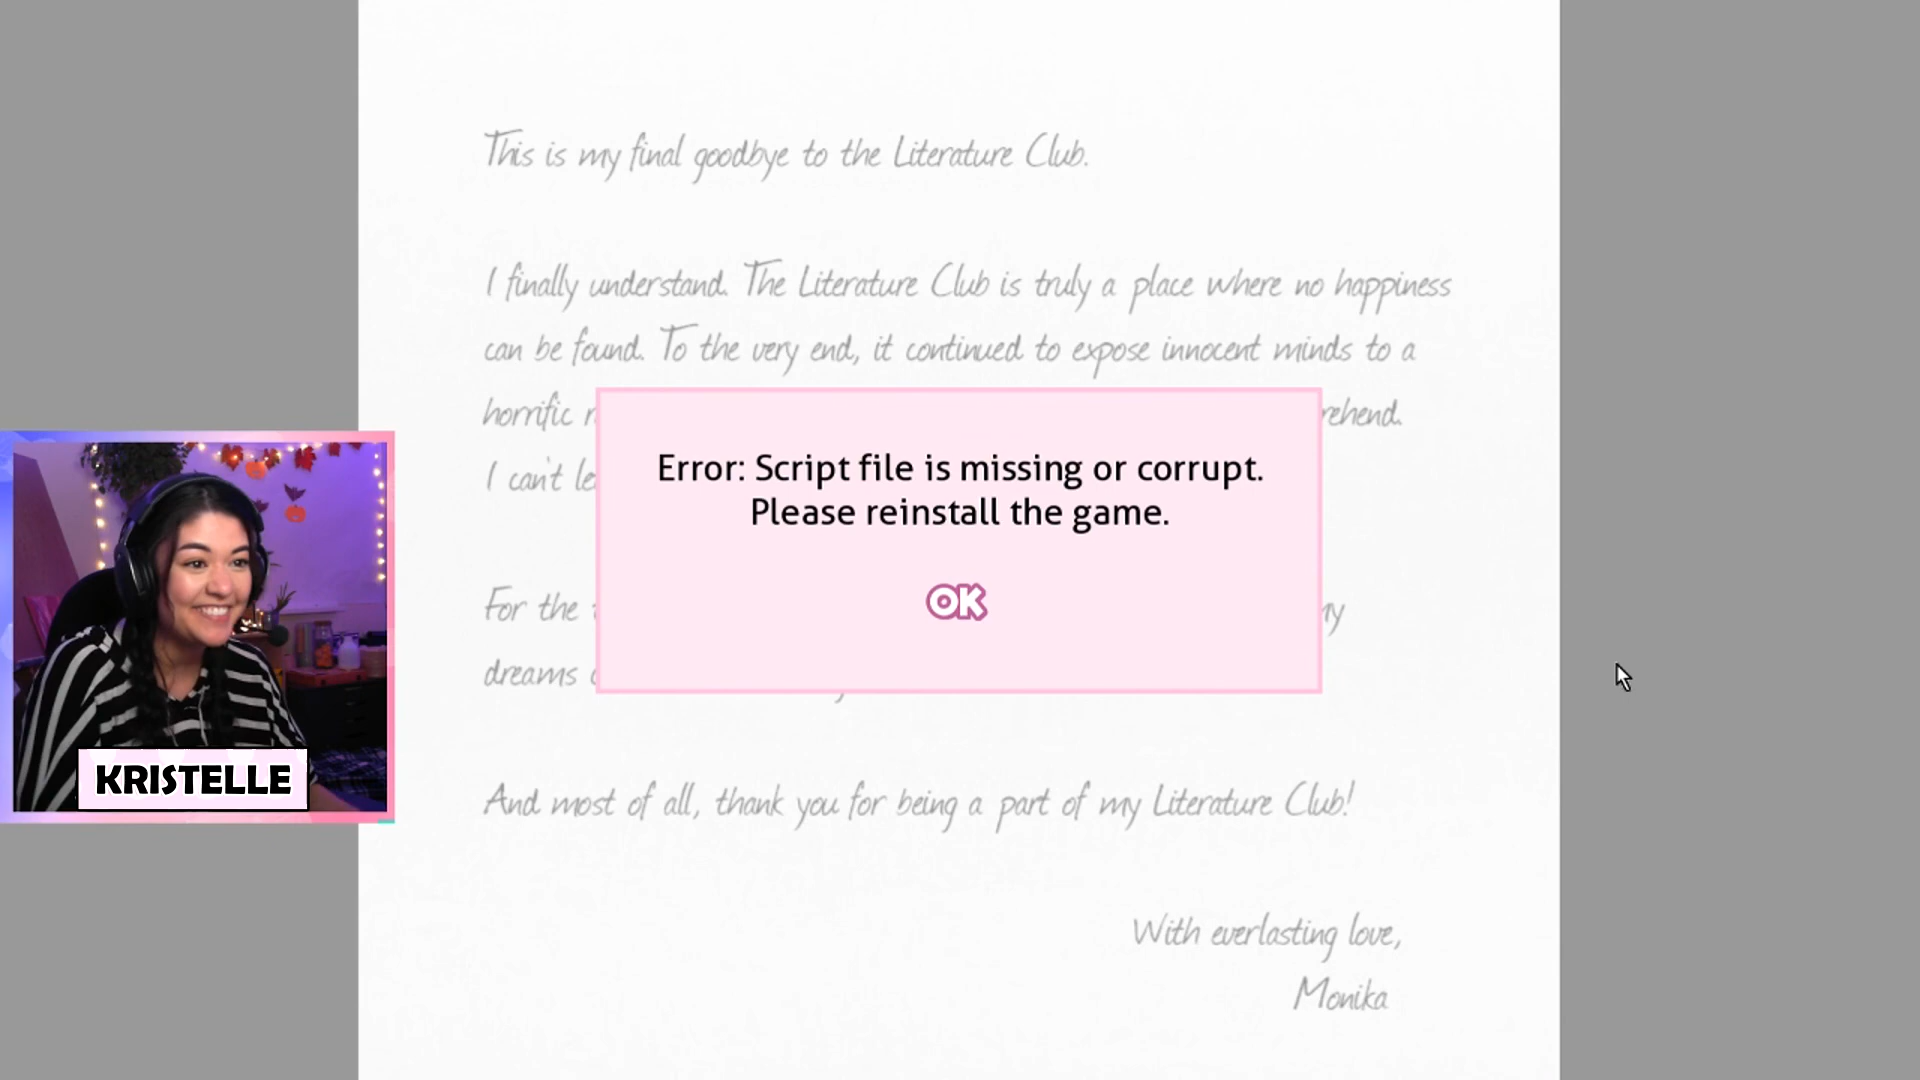 This is my final goodbye to the Literature Club.
I finally understand. The Literature Club is truly a place where no happiness
can be found. To the very end, it continued to expose innocent minds to a
horrific
I can't
Error: Script file is missing or corrupt.
Please reinstall the game.
OK
For the
dreams
KRISTELLE
And most of all, thank you for being a part of my Literature Club!
With everlasting love,
Monika